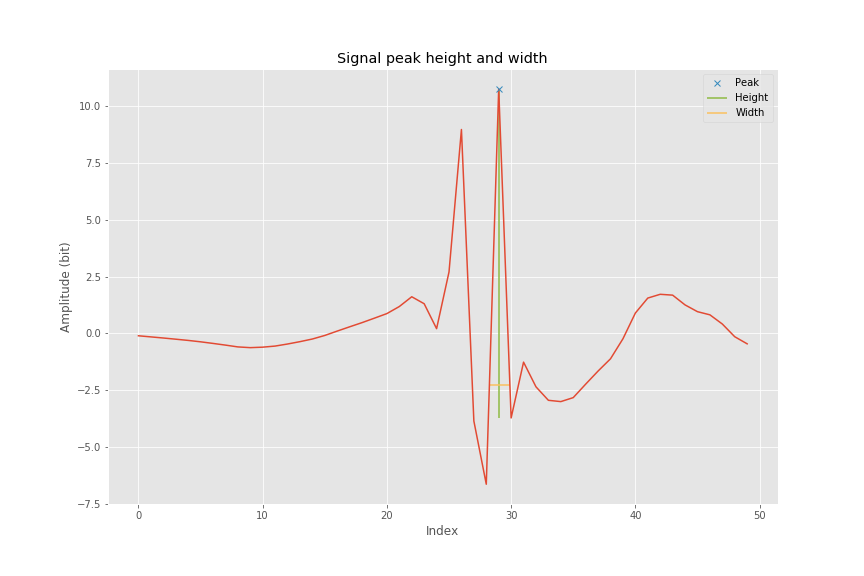 Signal peak height and width
Peak
Height
Width
10.0
7.5
5.0
2.5
0.0
−2.5
−5.0
−7.5
Amplitude (bit)
0 10 20 30 40 50
Index